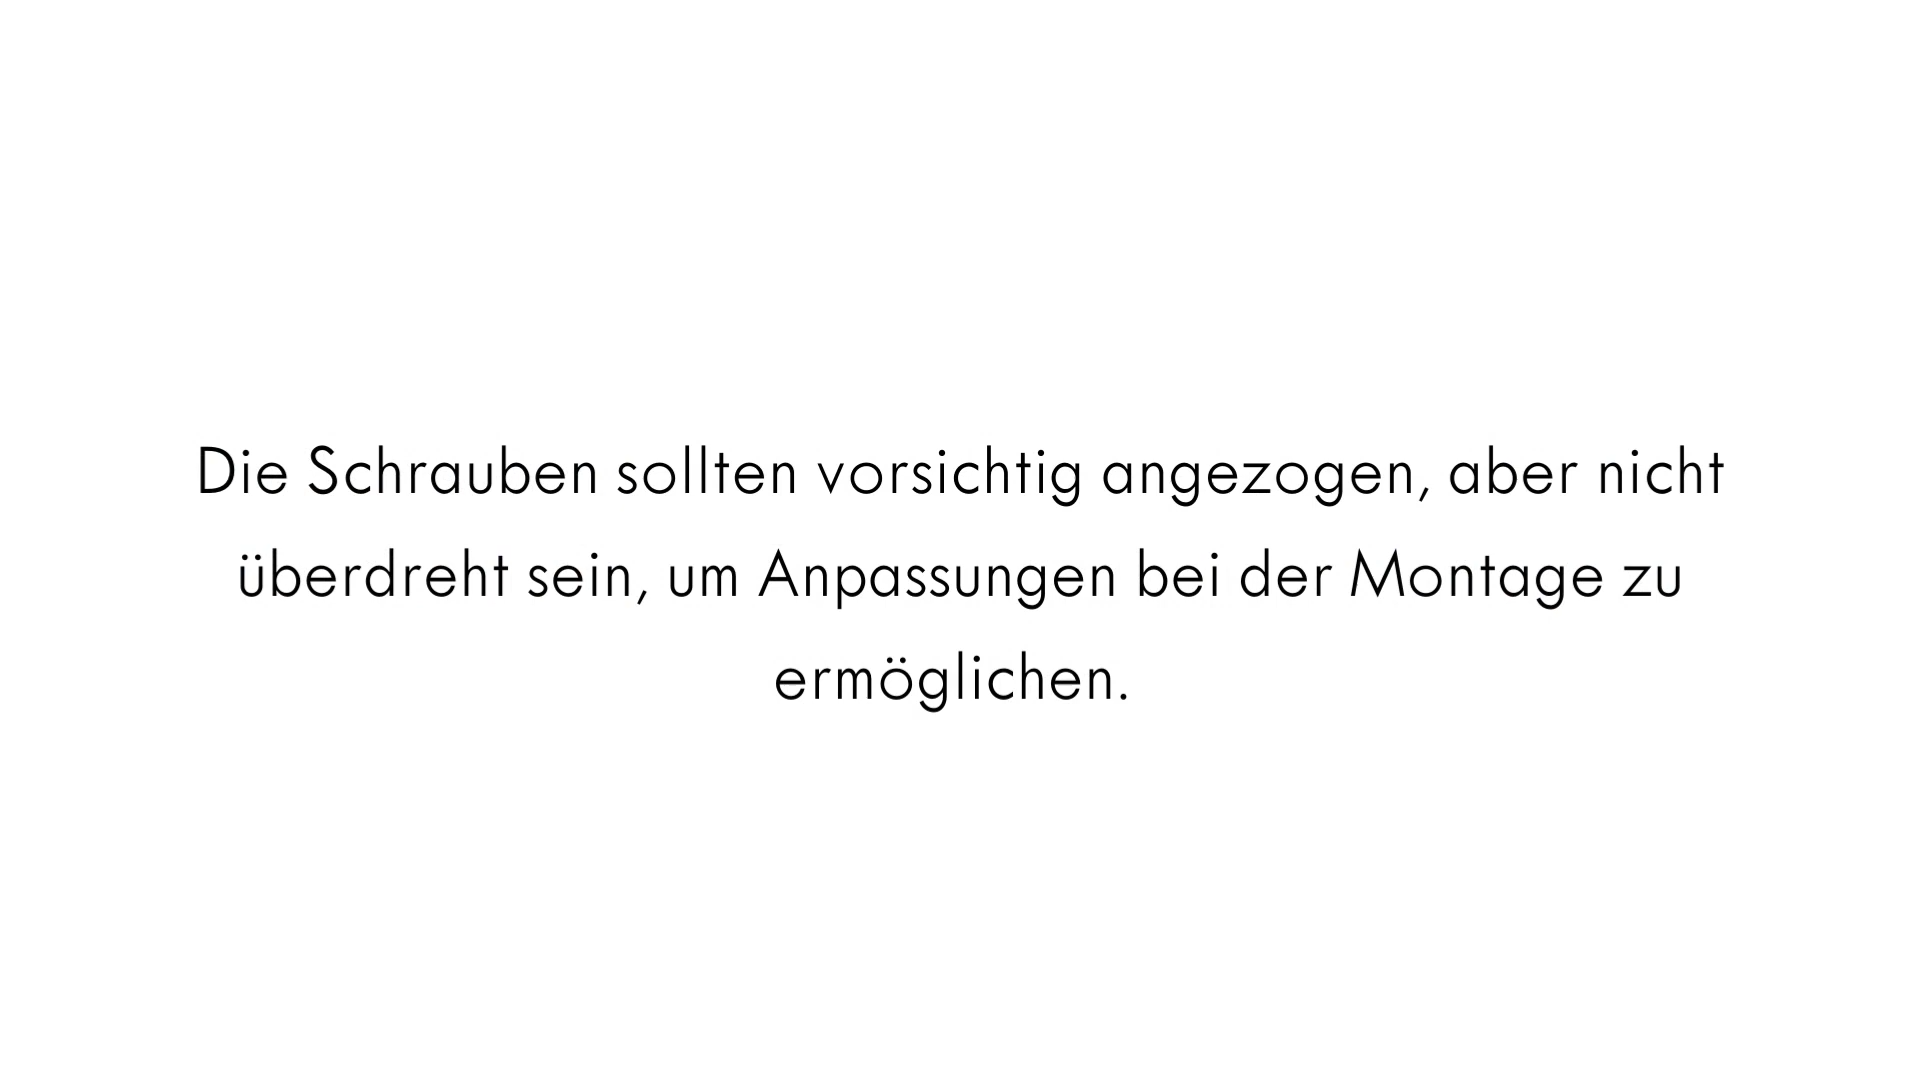 Die Schrauben sollten vorsichtig angezogen, aber nicht
überdreht sein, um Anpassungen bei der Montage zu
ermöglichen.